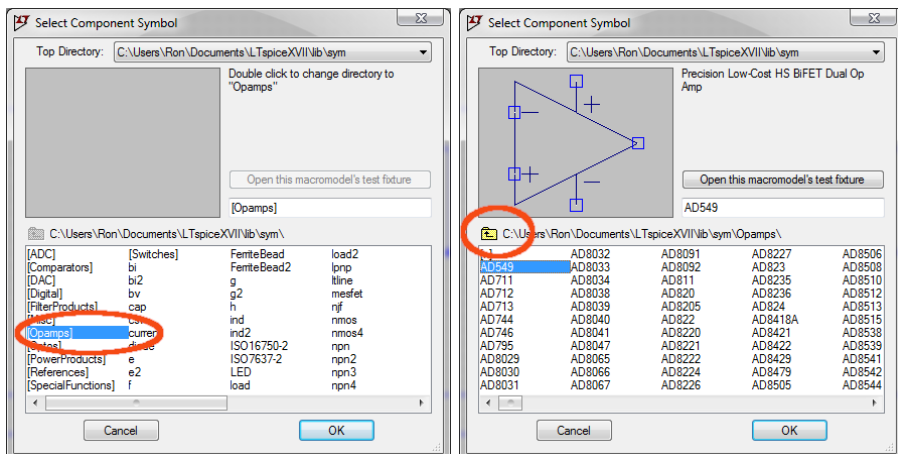 Select Component Symbol
Top Directory: C:\Users\Ron\Documents\LTspiceXVII\lib\sym
Double click to change directory to
"Opamps"
Open this macromodel's test fixture
[Opamps]
C:\Users\Ron\Documents\LTspiceXVII\lib\sym\
[ADC] [Switches] FerriteBead load2
[Comparators] bi FerriteBead2 lpnp
[DAC] bi2 g ltline
[Digital] bv g2 mesfet
[FilterProducts] cap h njf
[Misc] csw ind nmos
[Opamps] current ind2 nmos4
[Optos] diode ISO16750-2 npn
[PowerProducts] e ISO7637-2 npn2
[References] e2 LED npn3
[SpecialFunctions] f load npn4
Cancel OK
Select Component Symbol
Top Directory: C:\Users\Ron\Documents\LTspiceXVII\lib\sym
Precision Low-Cost HS BiFET Dual Op
Amp
Open this macromodel's test fixture
AD549
C:\Users\Ron\Documents\LTspiceXVII\lib\sym\Opamps\
[..] AD8032 AD8091 AD8227 AD8506
AD549 AD8033 AD8092 AD823 AD8508
AD711 AD8034 AD811 AD8235 AD8510
AD712 AD8038 AD820 AD8236 AD8512
AD713 AD8039 AD8205 AD824 AD8513
AD744 AD8040 AD822 AD8418A AD8515
AD746 AD8041 AD8220 AD8421 AD8538
AD795 AD8047 AD8221 AD8422 AD8539
AD8029 AD8065 AD8222 AD8429 AD8541
AD8030 AD8066 AD8224 AD8479 AD8542
AD8031 AD8067 AD8226 AD8505 AD8544
Cancel OK